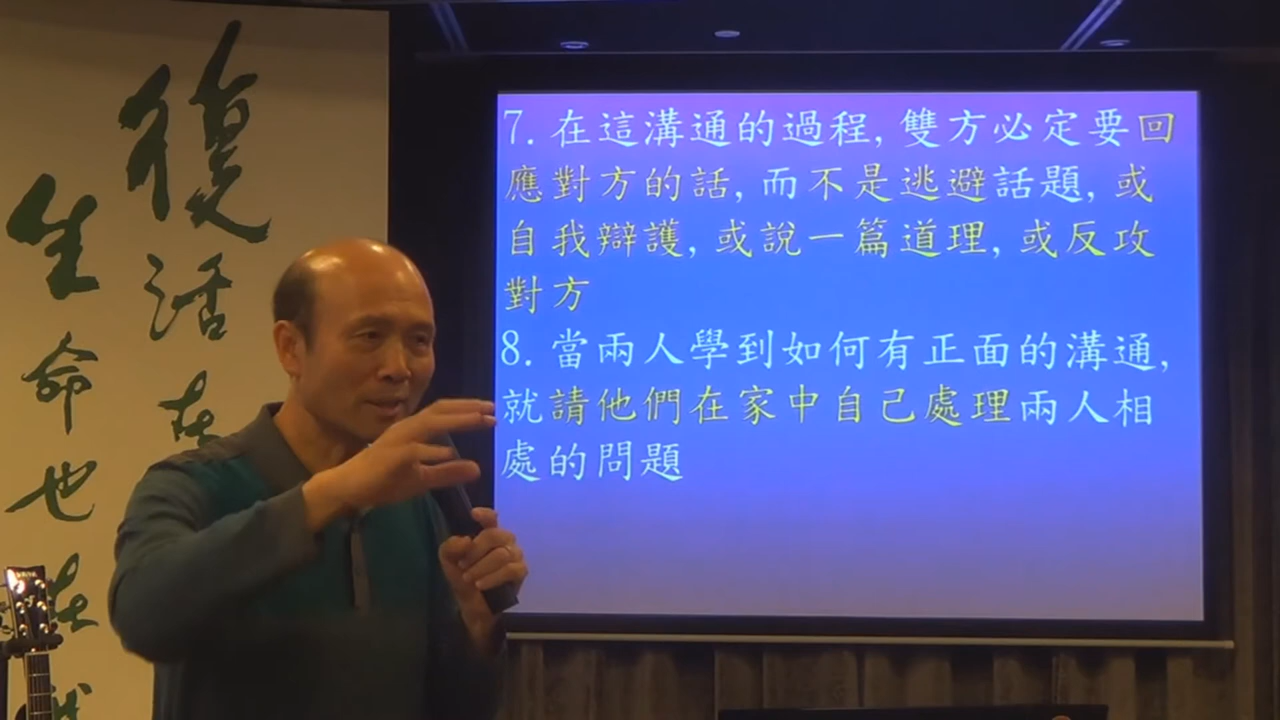 復活在
生命也在我
7. 在這溝通的過程, 雙方必定要回
應對方的話, 而不是逃避話題, 或
自我辯護, 或說一篇道理, 或反攻
對方
8. 當兩人學到如何有正面的溝通,
就請他們在家中自己處理兩人相
處的問題